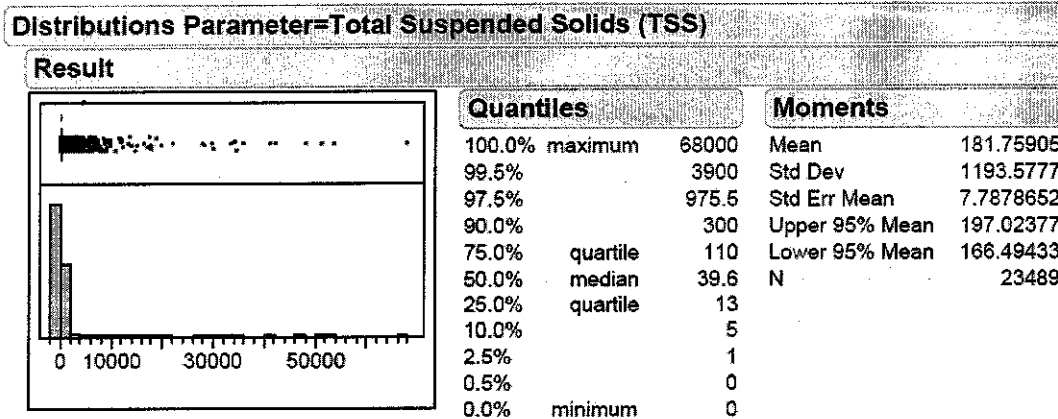 Distributions Parameter=Total Suspended Solids (TSS)
Result
Quantiles
100.0% maximum 68000
99.5% 3900
97.5% 975.5
90.0% 300
75.0% quartile 110
50.0% median 39.6
25.0% quartile 13
10.0% 5
2.5% 1
0.5% 0
0.0% minimum 0
Moments
Mean 181.75905
Std Dev 1193.5777
Std Err Mean 7.7878652
Upper 95% Mean 197.02377
Lower 95% Mean 166.49433
N 23489
0 10000 30000 50000